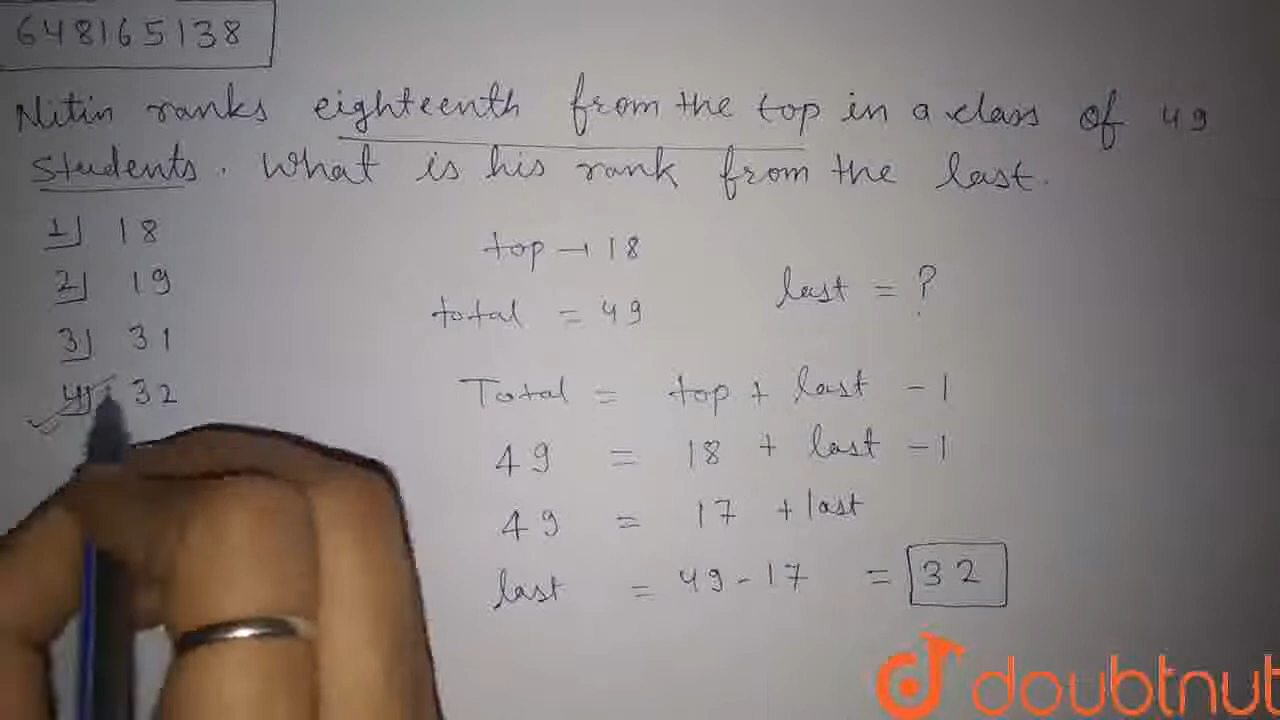 648165138
Nitin ranks eighteenth from the top in a class of 49
Students. What is his rank from the last.
1) 18
2) 19
3) 31
4) 32
top → 18
total = 49
last = ?
Total = top + last - 1
49 = 18 + last - 1
49 = 17 + last
last = 49 - 17 = 32
doubtnut